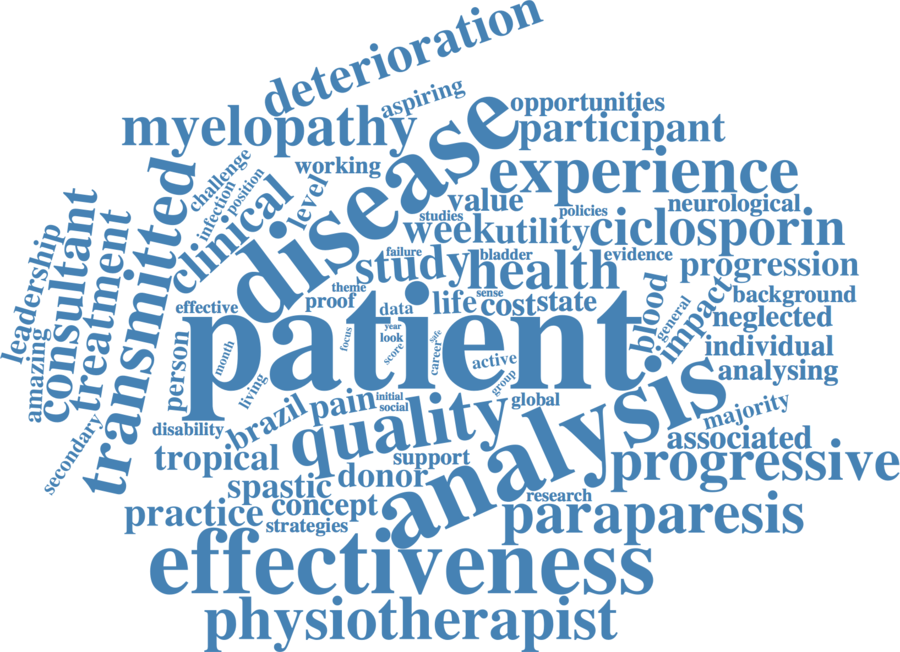 deterioration
aspiring
opportunities
myelopathy
participant
disease
working
experience
challenge
infection
position
level
clinical
value
neurological
studies
policies
week
utility
ciclosporin
transmitted
consultant
leadership
treatment
amazing
failure
bladder
evidence
study
health
progression
theme
sense
effective
proof
data
life
cost
state
blood
general
impact
background
neglected
patient
year
look
focus
score
safe
career
month
person
living
active
group
individual
analysing
initial
social
global
majority
disability
brazil
pain
quality
analysis
associated
secondary
tropical
support
progressive
spastic
donor
research
practice
concept
strategies
paraparesis
effectiveness
physiotherapist